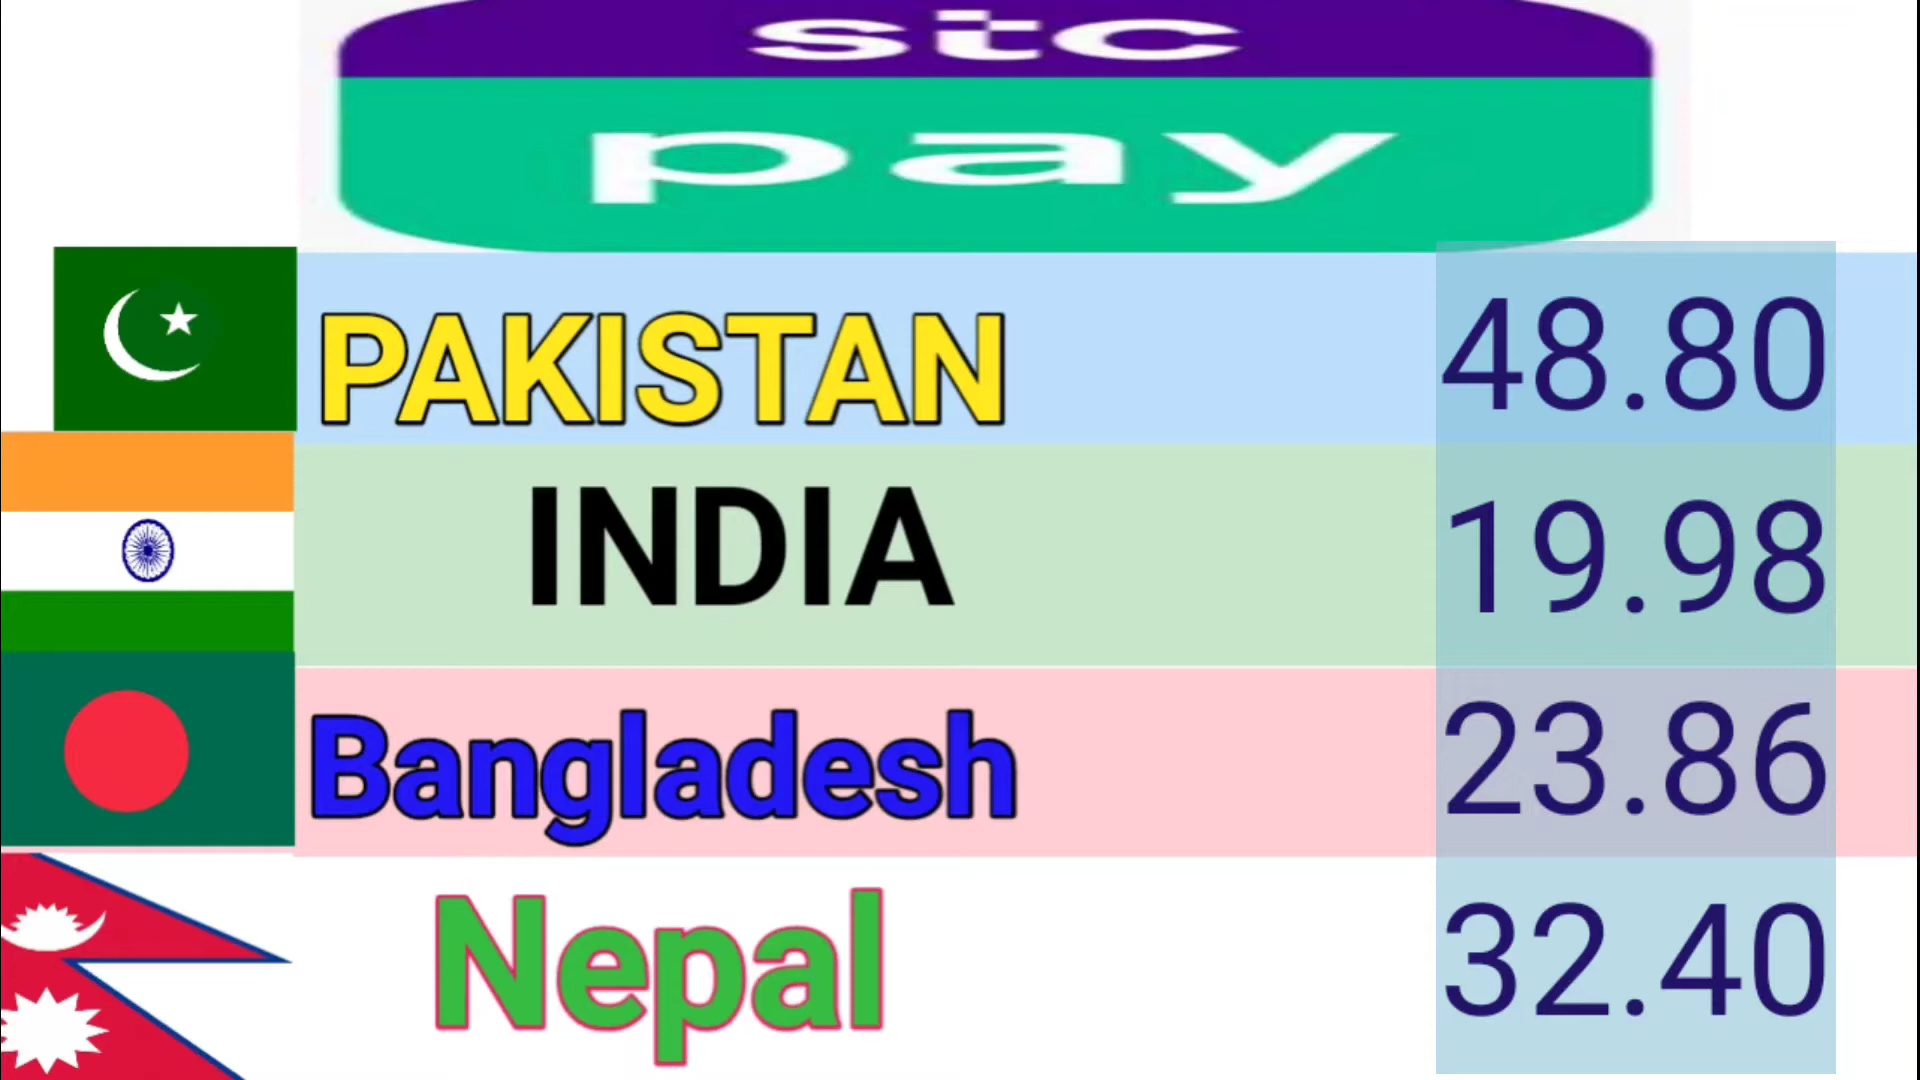 stc
pay
PAKISTAN 48.80
INDIA 19.98
Bangladesh 23.86
Nepal 32.40